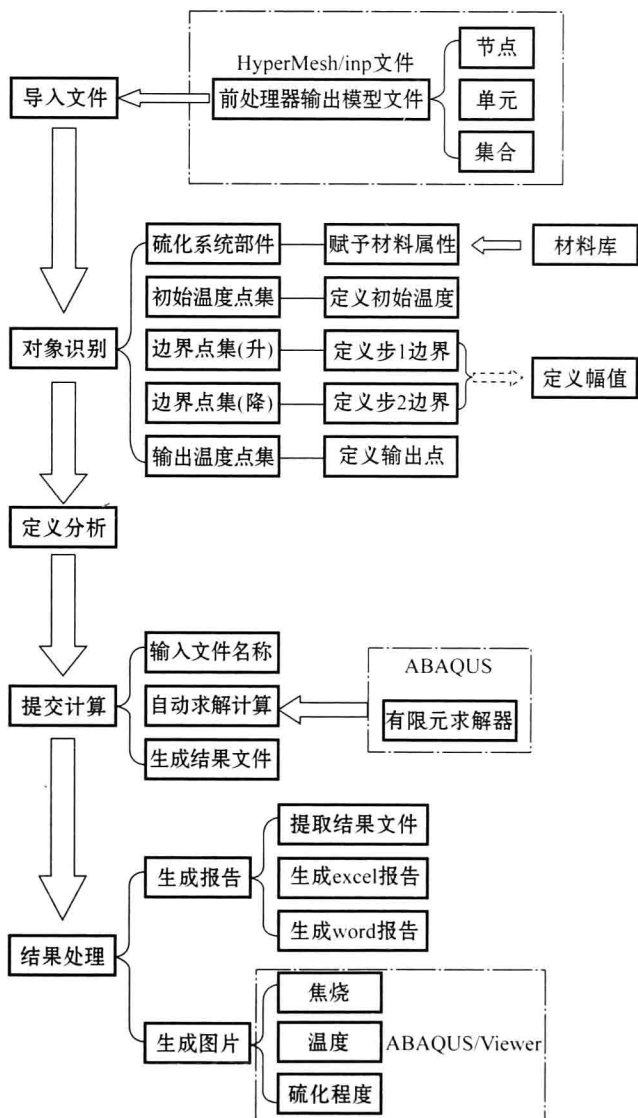 HyperMesh/inp文件
节点
导入文件
前处理器输出模型文件
单元
集合
硫化系统部件
赋予材料属性
材料库
初始温度点集
定义初始温度
对象识别
边界点集(升)
定义步1边界
定义幅值
边界点集(降)
定义步2边界
输出温度点集
定义输出点
定义分析
输入文件名称
ABAQUS
提交计算
自动求解计算
有限元求解器
生成结果文件
提取结果文件
生成报告
生成excel报告
生成word报告
结果处理
焦烧
生成图片
温度
ABAQUS/Viewer
硫化程度